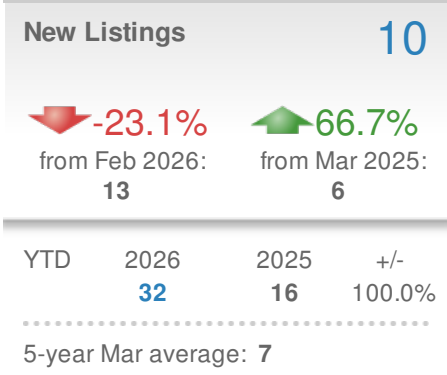 New Listings 10
-23.1% 66.7%
from Feb 2026: from Mar 2025:
13 6
YTD 2026 2025 +/-
32 16 100.0%
5-year Mar average: 7